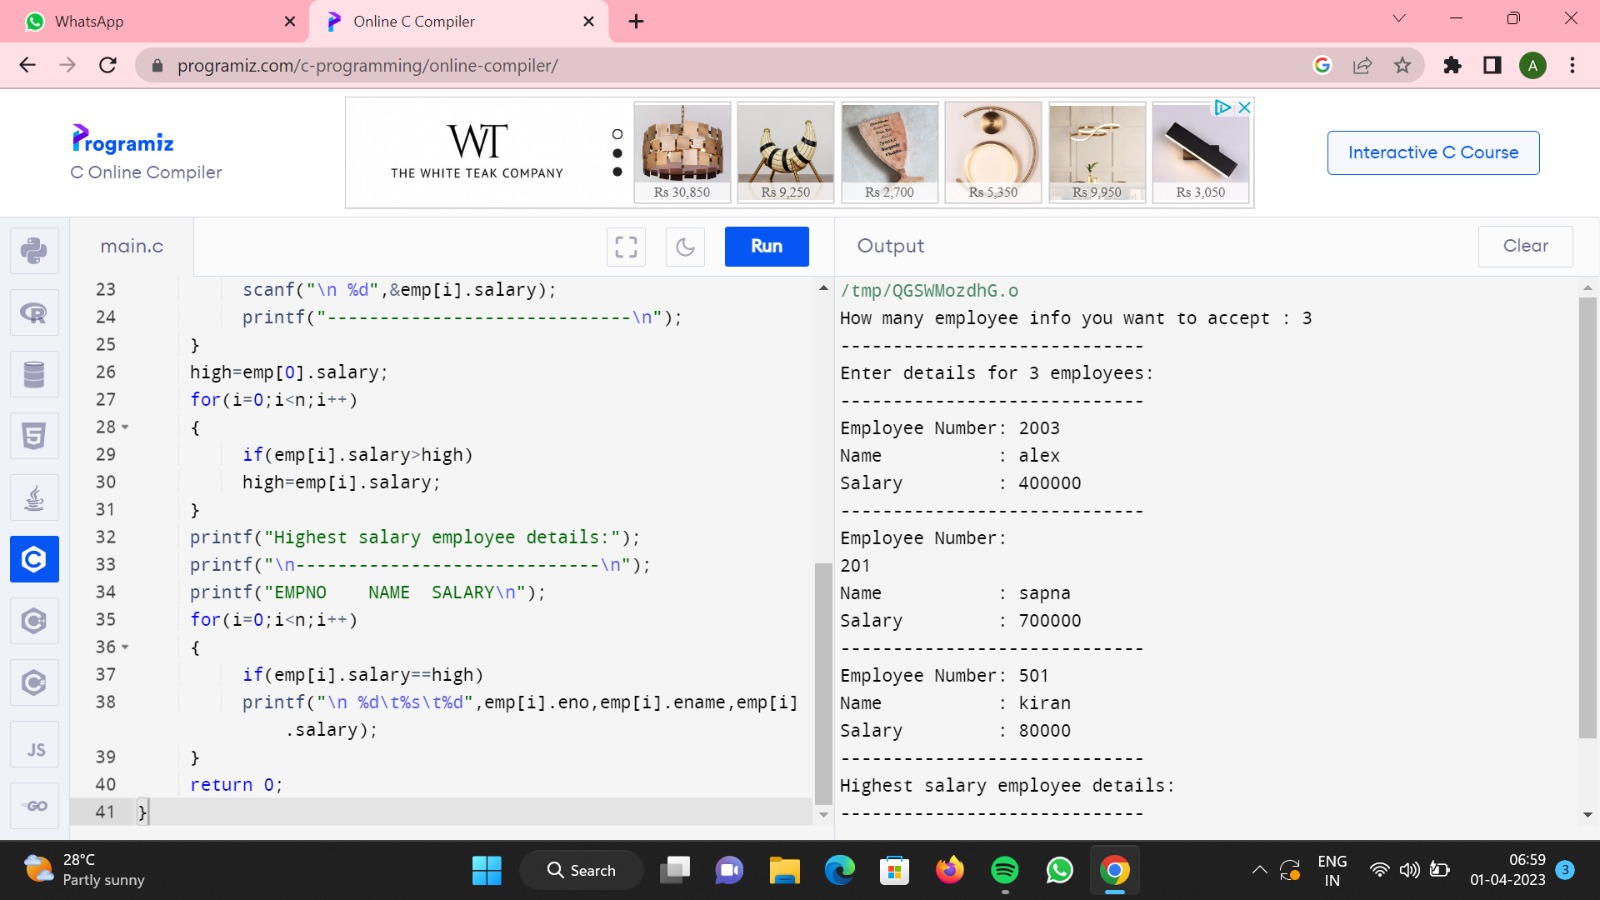 WhatsApp
Online C Compiler
programiz.com/c-programming/online-compiler/
A
Programiz
C Online Compiler
WT
THE WHITE TEAK COMPANY
Rs 30,850
Rs 9,250
Rs 2,700
Rs 5,350
Rs 9,950
Rs 3,050
Interactive C Course
main.c
Run
Output
Clear
23 scanf("\n %d",&emp[i].salary);
24 printf("-----------------------------\n");
25 }
26 high=emp[0].salary;
27 for(i=0;i<n;i++)
28 {
29 if(emp[i].salary>high)
30 high=emp[i].salary;
31 }
32 printf("Highest salary employee details:");
33 printf("\n-----------------------------\n");
34 printf("EMPNO    NAME  SALARY\n");
35 for(i=0;i<n;i++)
36 {
37 if(emp[i].salary==high)
38 printf("\n %d\t%s\t%d",emp[i].eno,emp[i].ename,emp[i]
.salary);
39 }
40 return 0;
41 }
/tmp/QGSWMozdhG.o
How many employee info you want to accept : 3
-----------------------------
Enter details for 3 employees:
-----------------------------
Employee Number: 2003
Name : alex
Salary : 400000
-----------------------------
Employee Number:
201
Name : sapna
Salary : 700000
-----------------------------
Employee Number: 501
Name : kiran
Salary : 80000
-----------------------------
Highest salary employee details:
-----------------------------
JS
GO
28°C
Partly sunny
Search
ENG
IN
06:59
01-04-2023
3